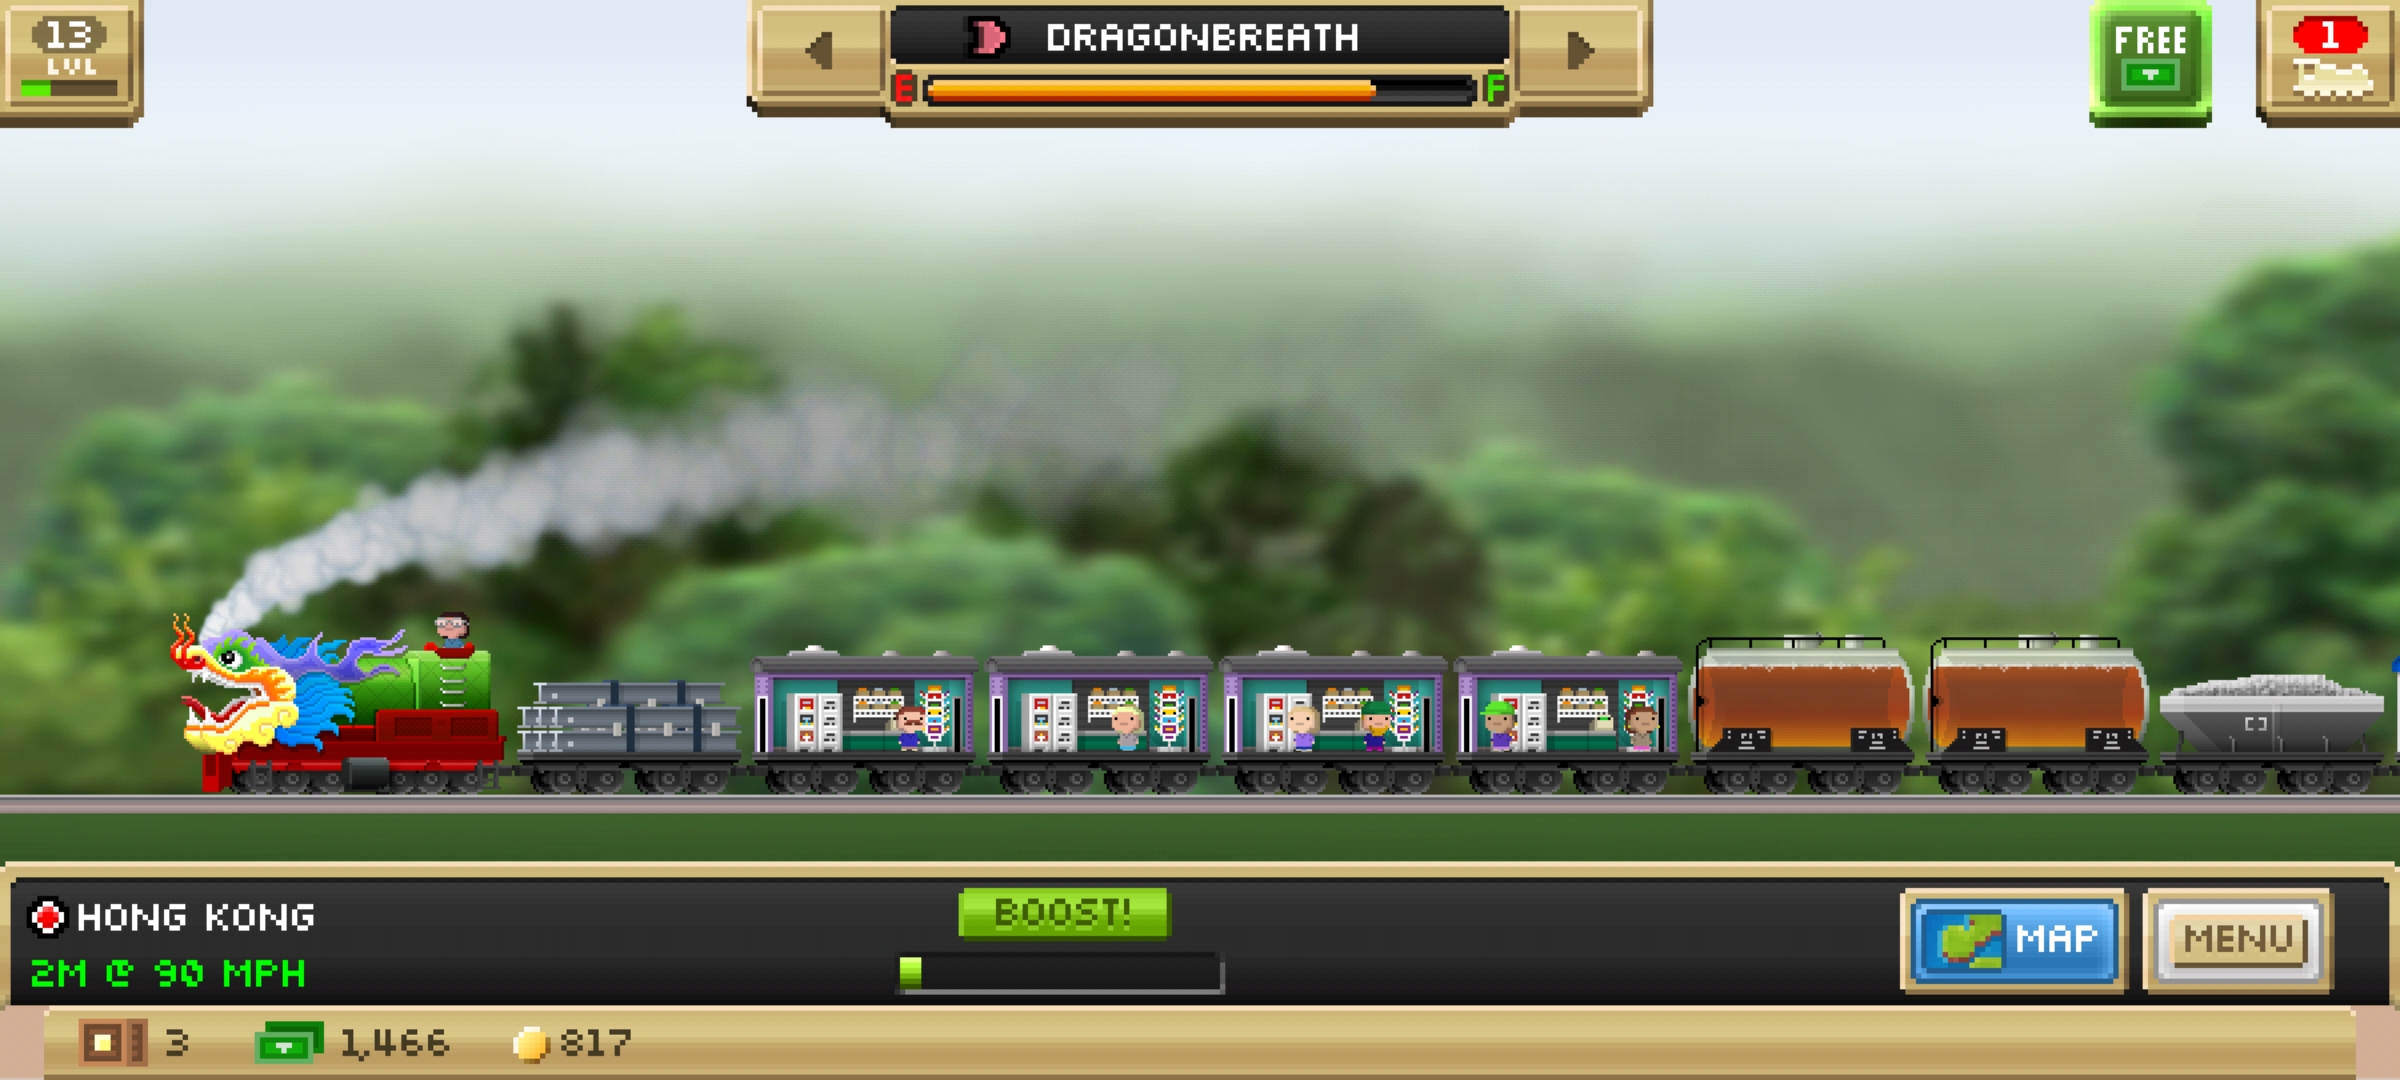 13
LVL
DRAGONBREATH
E F
FREE
1
HONG KONG
2M @ 90 MPH
BOOST!
MAP
MENU
3
1,466
817